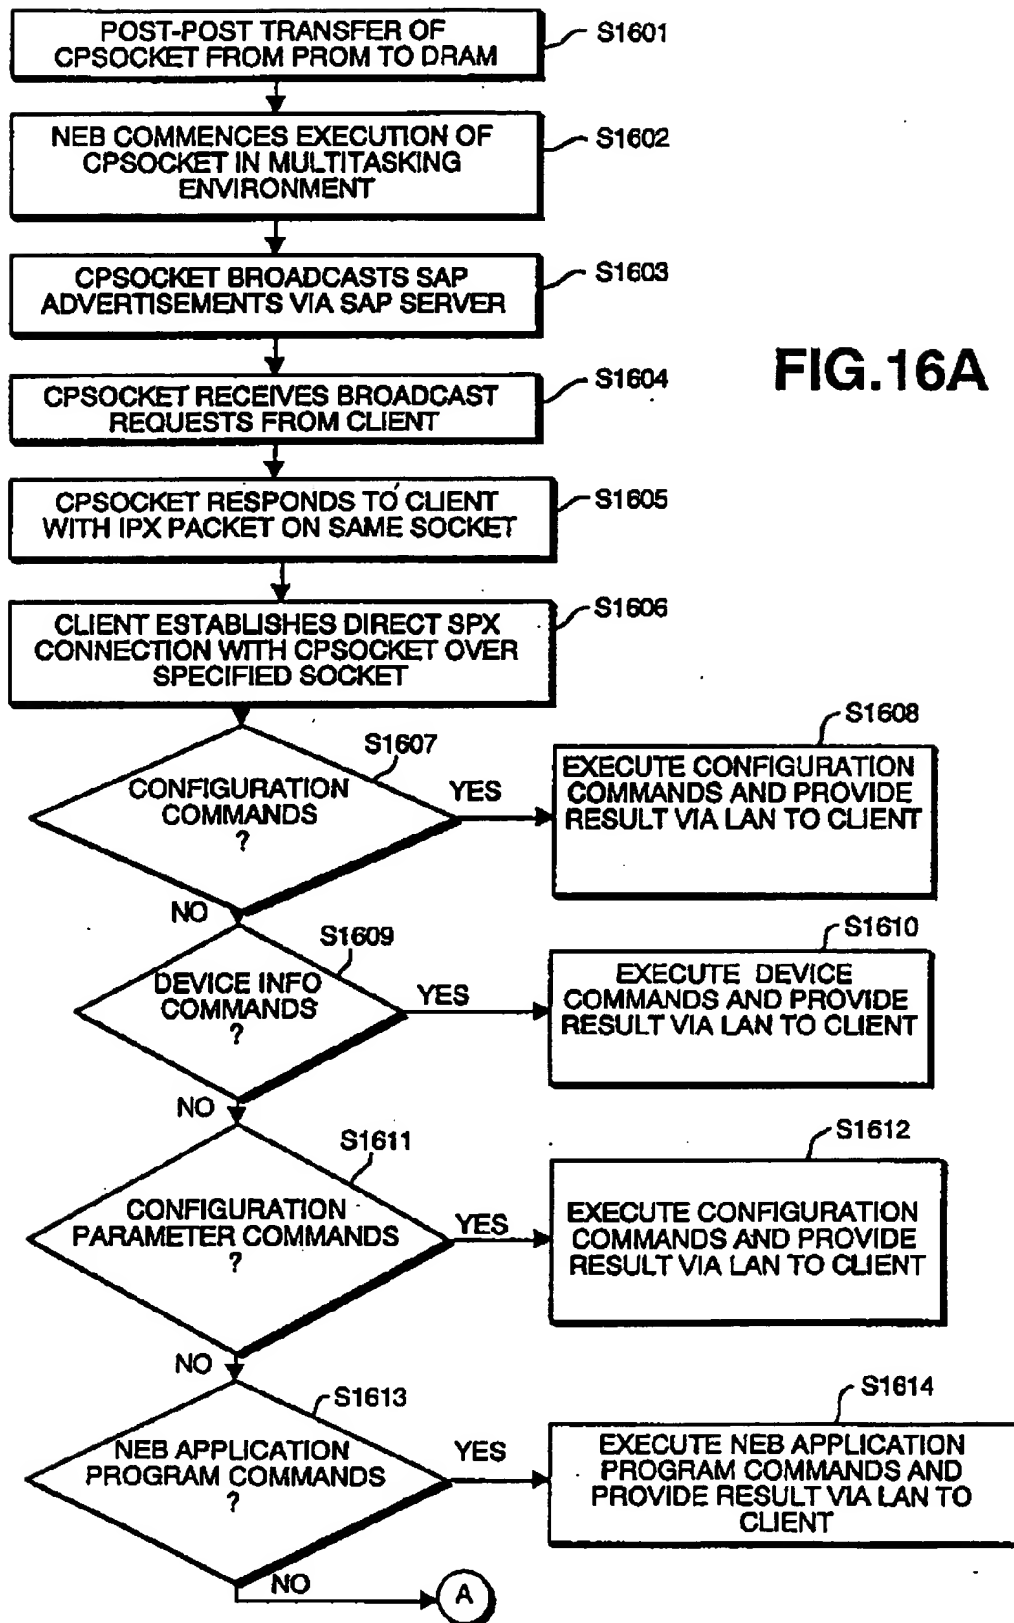 POST-POST TRANSFER OF
CPSOCKET FROM PROM TO DRAM
S1601
NEB COMMENCES EXECUTION OF
CPSOCKET IN MULTITASKING
ENVIRONMENT
S1602
CPSOCKET BROADCASTS SAP
ADVERTISEMENTS VIA SAP SERVER
S1603
FIG.16A
CPSOCKET RECEIVES BROADCAST
REQUESTS FROM CLIENT
S1604
CPSOCKET RESPONDS TO CLIENT
WITH IPX PACKET ON SAME SOCKET
S1605
CLIENT ESTABLISHES DIRECT SPX
CONNECTION WITH CPSOCKET OVER
SPECIFIED SOCKET
S1606
CONFIGURATION
COMMANDS
?
S1607
YES
NO
EXECUTE CONFIGURATION
COMMANDS AND PROVIDE
RESULT VIA LAN TO CLIENT
S1608
DEVICE INFO
COMMANDS
?
S1609
YES
NO
EXECUTE DEVICE
COMMANDS AND PROVIDE
RESULT VIA LAN TO CLIENT
S1610
CONFIGURATION
PARAMETER COMMANDS
?
S1611
YES
NO
EXECUTE CONFIGURATION
COMMANDS AND PROVIDE
RESULT VIA LAN TO CLIENT
S1612
NEB APPLICATION
PROGRAM COMMANDS
?
S1613
YES
NO
EXECUTE NEB APPLICATION
PROGRAM COMMANDS AND
PROVIDE RESULT VIA LAN TO
CLIENT
S1614
A